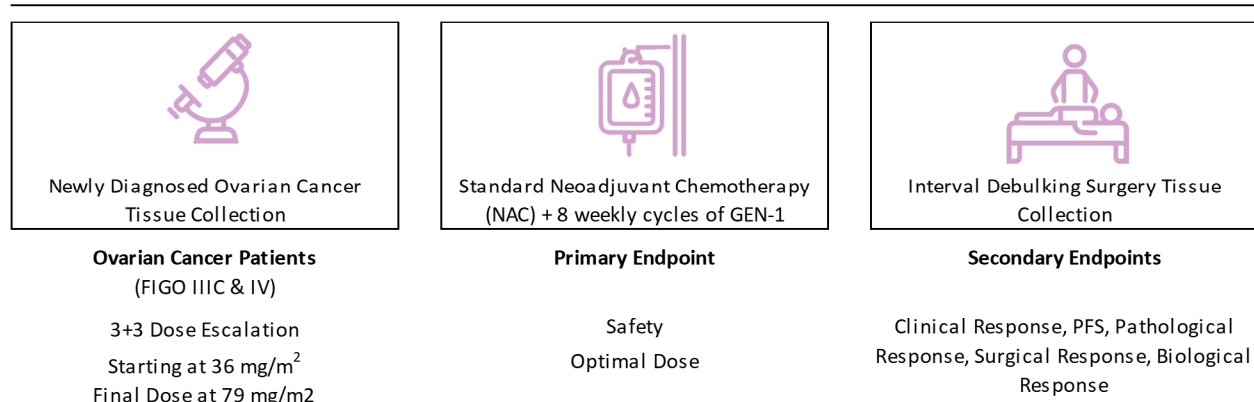 Newly Diagnosed Ovarian Cancer
Tissue Collection
Standard Neoadjuvant Chemotherapy
(NAC) + 8 weekly cycles of GEN-1
Interval Debulking Surgery Tissue
Collection
Ovarian Cancer Patients
(FIGO IIIC & IV)
3+3 Dose Escalation
Starting at 36 mg/m²
Final Dose at 79 mg/m2
Primary Endpoint
Safety
Optimal Dose
Secondary Endpoints
Clinical Response, PFS, Pathological
Response, Surgical Response, Biological
Response